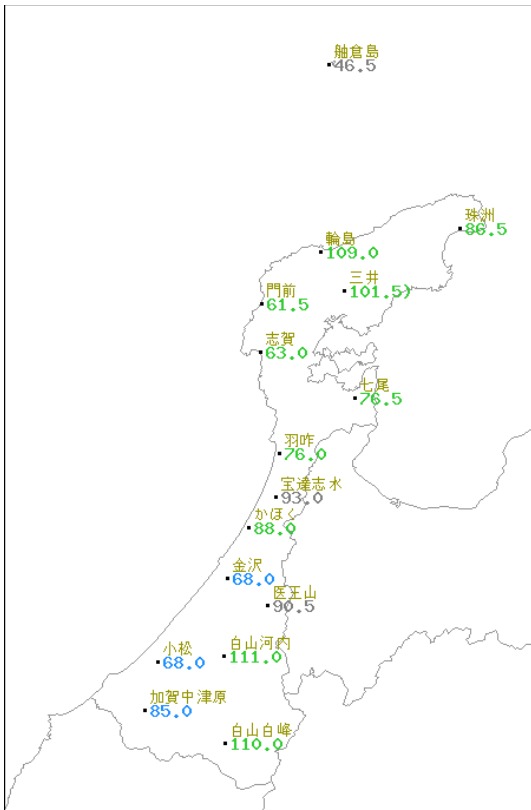 舳倉島
46.5
珠洲
86.5
輪島
109.0
三井
101.5)
門前
61.5
志賀
63.0
七尾
76.5
羽咋
76.0
宝達志水
93.0
かほく
88.0
金沢
68.0
医王山
90.5
白山河内
111.0
小松
68.0
加賀中津原
85.0
白山白峰
110.0